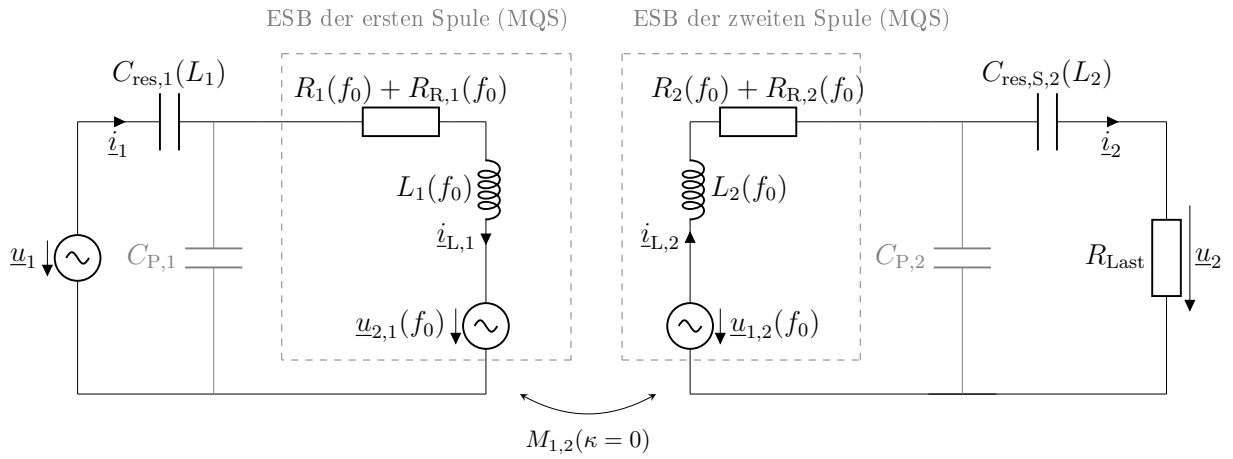 ESB der ersten Spule (MQS)
ESB der zweiten Spule (MQS)
C_res,1(L_1)
R_1(f_0) + R_R,1(f_0)
R_2(f_0) + R_R,2(f_0)
C_res,S,2(L_2)
i_1
i_2
L_1(f_0)
L_2(f_0)
i_L,1
i_L,2
u_1
C_P,1
C_P,2
R_Last
u_2
u_2,1(f_0)
u_1,2(f_0)
M_1,2(κ = 0)